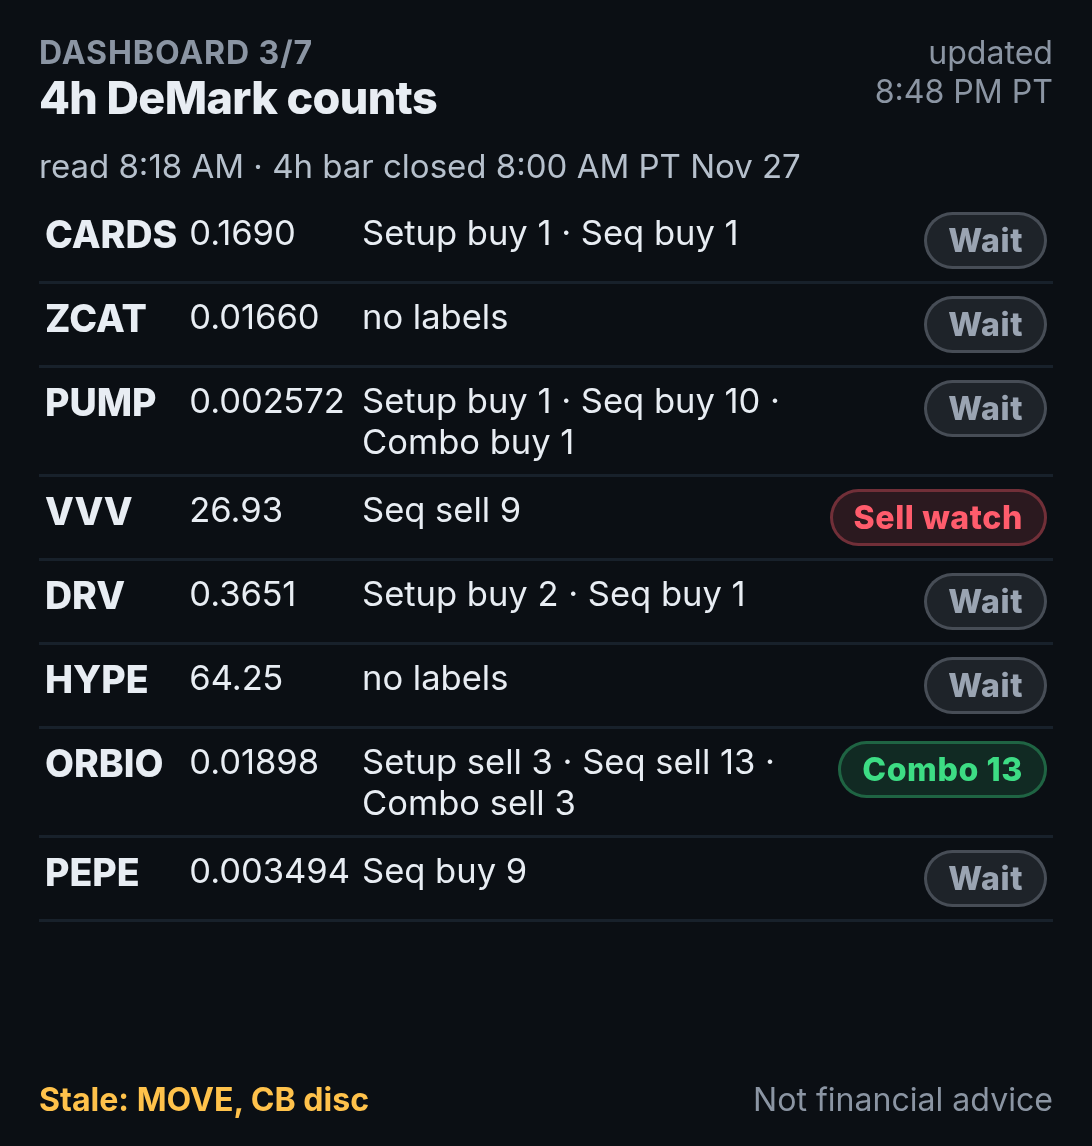 DASHBOARD 3/7
updated
4h DeMark counts
8:48 PM PT
read 8:18 AM · 4h bar closed 8:00 AM PT Nov 27
CARDS 0.1690 Setup buy 1 · Seq buy 1 Wait
ZCAT 0.01660 no labels Wait
PUMP 0.002572 Setup buy 1 · Seq buy 10 · Wait
Combo buy 1
VVV 26.93 Seq sell 9 Sell watch
DRV 0.3651 Setup buy 2 · Seq buy 1 Wait
HYPE 64.25 no labels Wait
ORBIO 0.01898 Setup sell 3 · Seq sell 13 · Combo 13
Combo sell 3
PEPE 0.003494 Seq buy 9 Wait
Stale: MOVE, CB disc Not financial advice